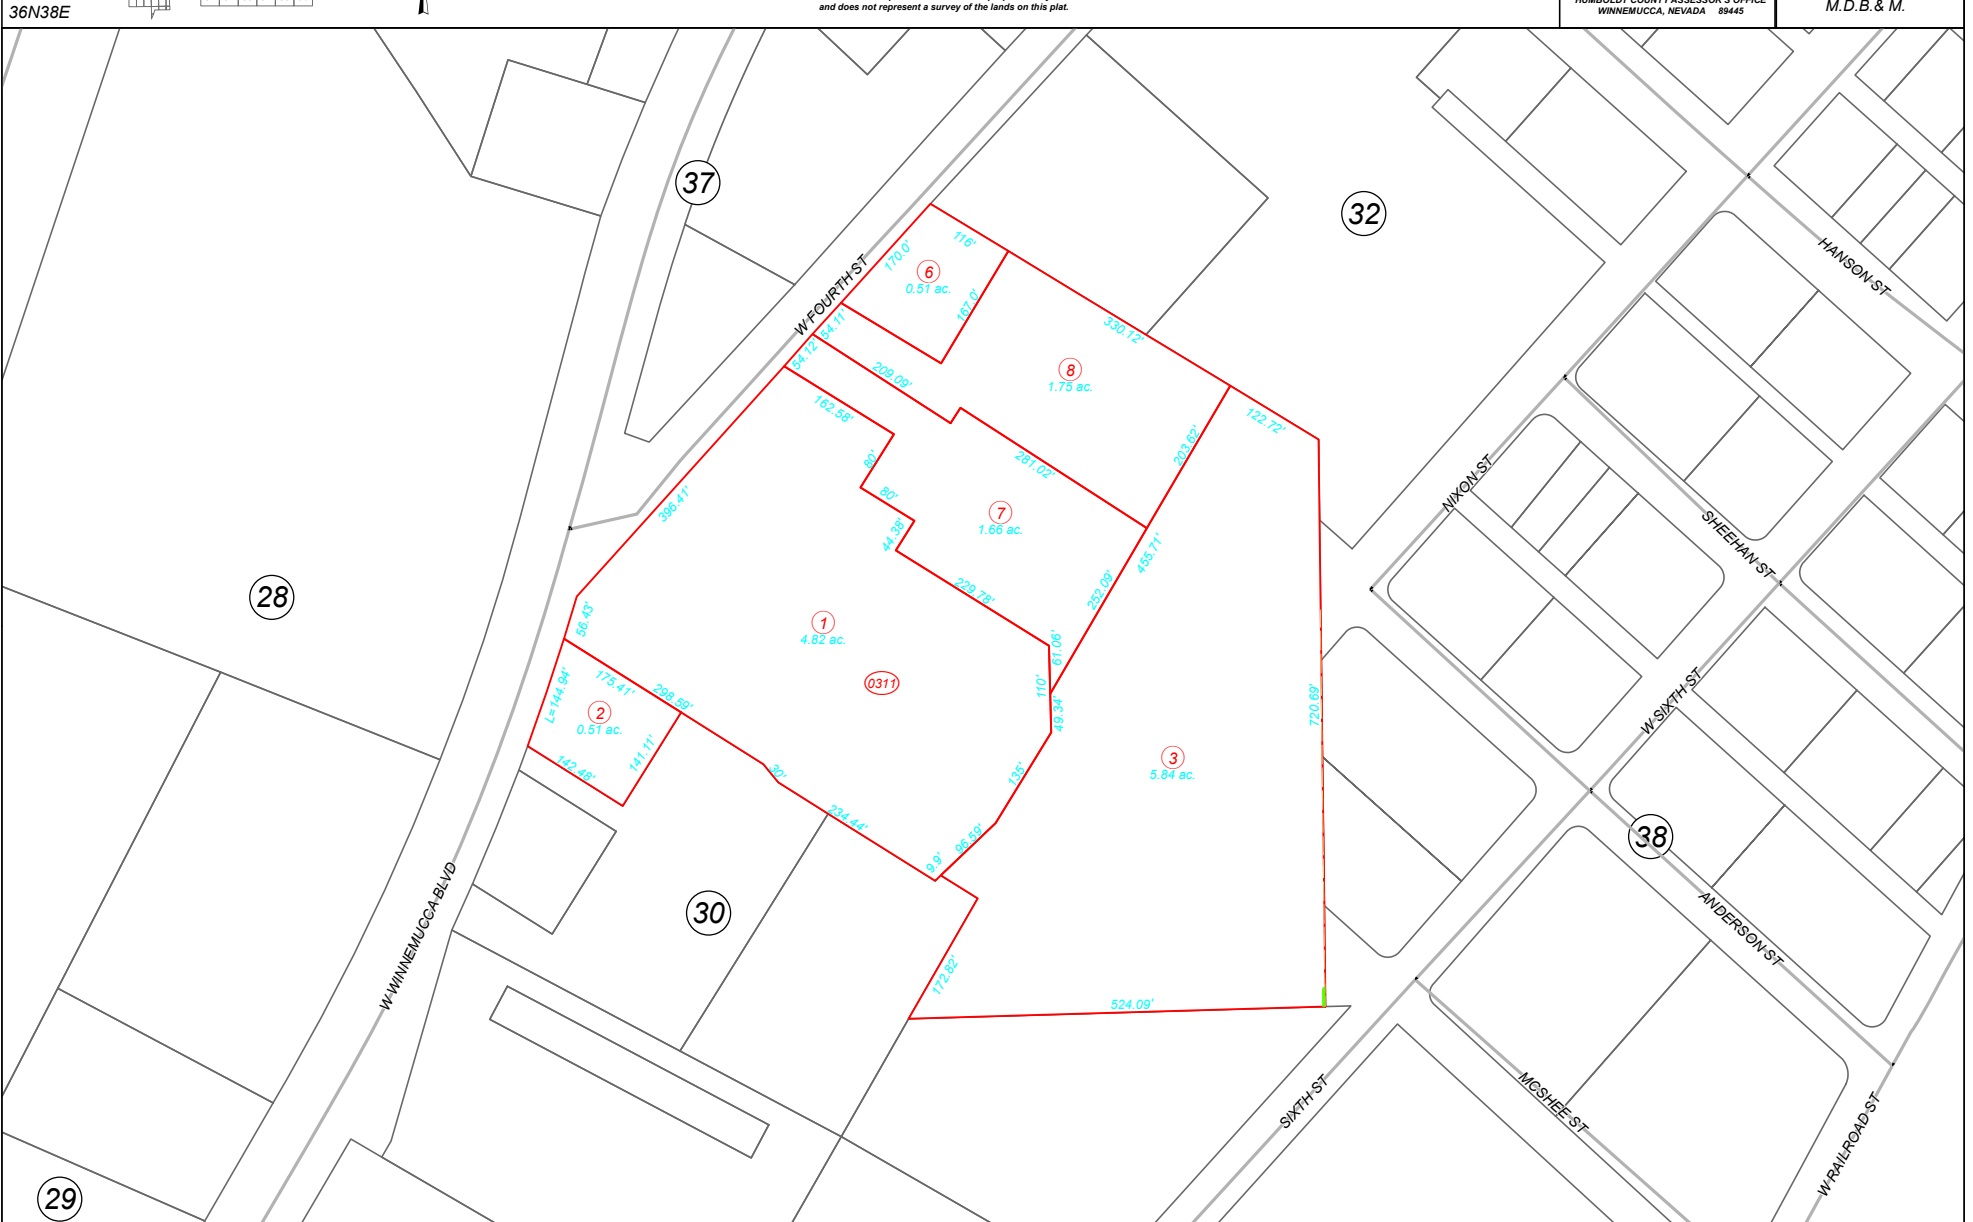 36N38E
and does not represent a survey of the lands on this plat.
HUMBOLDT COUNTY ASSESSOR'S OFFICE
WINNEMUCCA, NEVADA 89445
M.D.B.& M.
37
32
HANSON ST
W FOURTH ST
116'
170.0'
6
0.51 ac.
167.0'
54.11'
54.12'
330.12'
8
1.75 ac.
209.09'
162.58'
122.72'
203.62'
281.02'
80'
80'
44.38'
7
1.66 ac.
455.71'
252.09'
229.78'
396.41'
NIXON ST
SHEEHAN ST
28
56.43'
1
4.82 ac.
61.06'
110'
49.34'
0311
175.41'
298.59'
L=144.94'
2
0.51 ac.
141.11'
142.48'
30'
720.69'
W SIXTH ST
3
5.84 ac.
135'
234.44'
96.59'
9.9'
38
W WINNEMUCCA BLVD
30
ANDERSON ST
172.82'
524.09'
SIXTH ST
MCSHEE ST
W RAILROAD ST
29